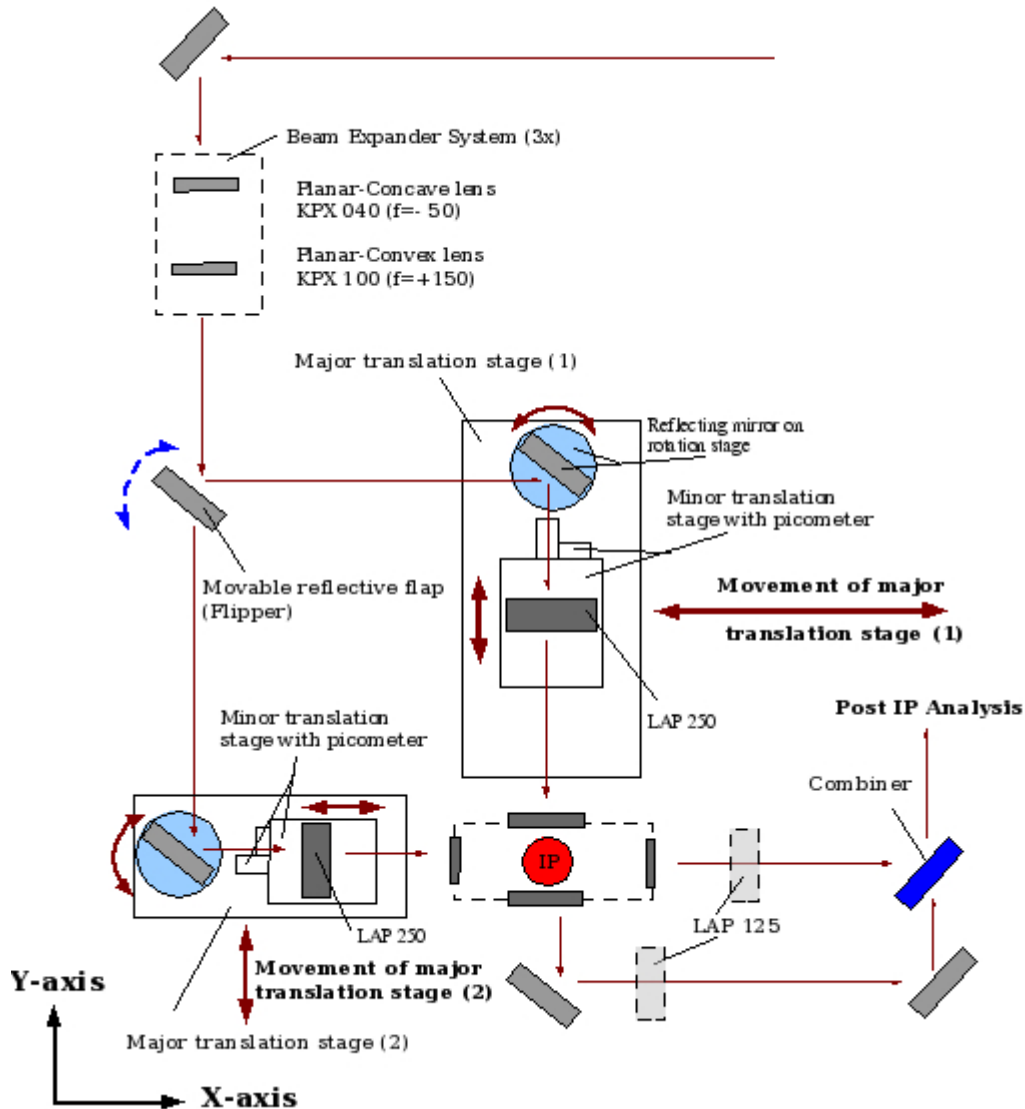 Beam Expander System (3x)
Planar-Concave lens
KPX 040 (f=- 50)
Planar-Convex lens
KPX 100 (f=+150)
Major translation stage (1)
Reflecting mirror on
rotation stage
Minor translation
stage with picometer
Movable reflective flap
(Flipper)
Movement of major
translation stage (1)
LAP 250
Minor translation
stage with picometer
Post IP Analysis
Combiner
IP
LAP 250
LAP 125
Movement of major
translation stage (2)
Y-axis
Major translation stage (2)
X-axis